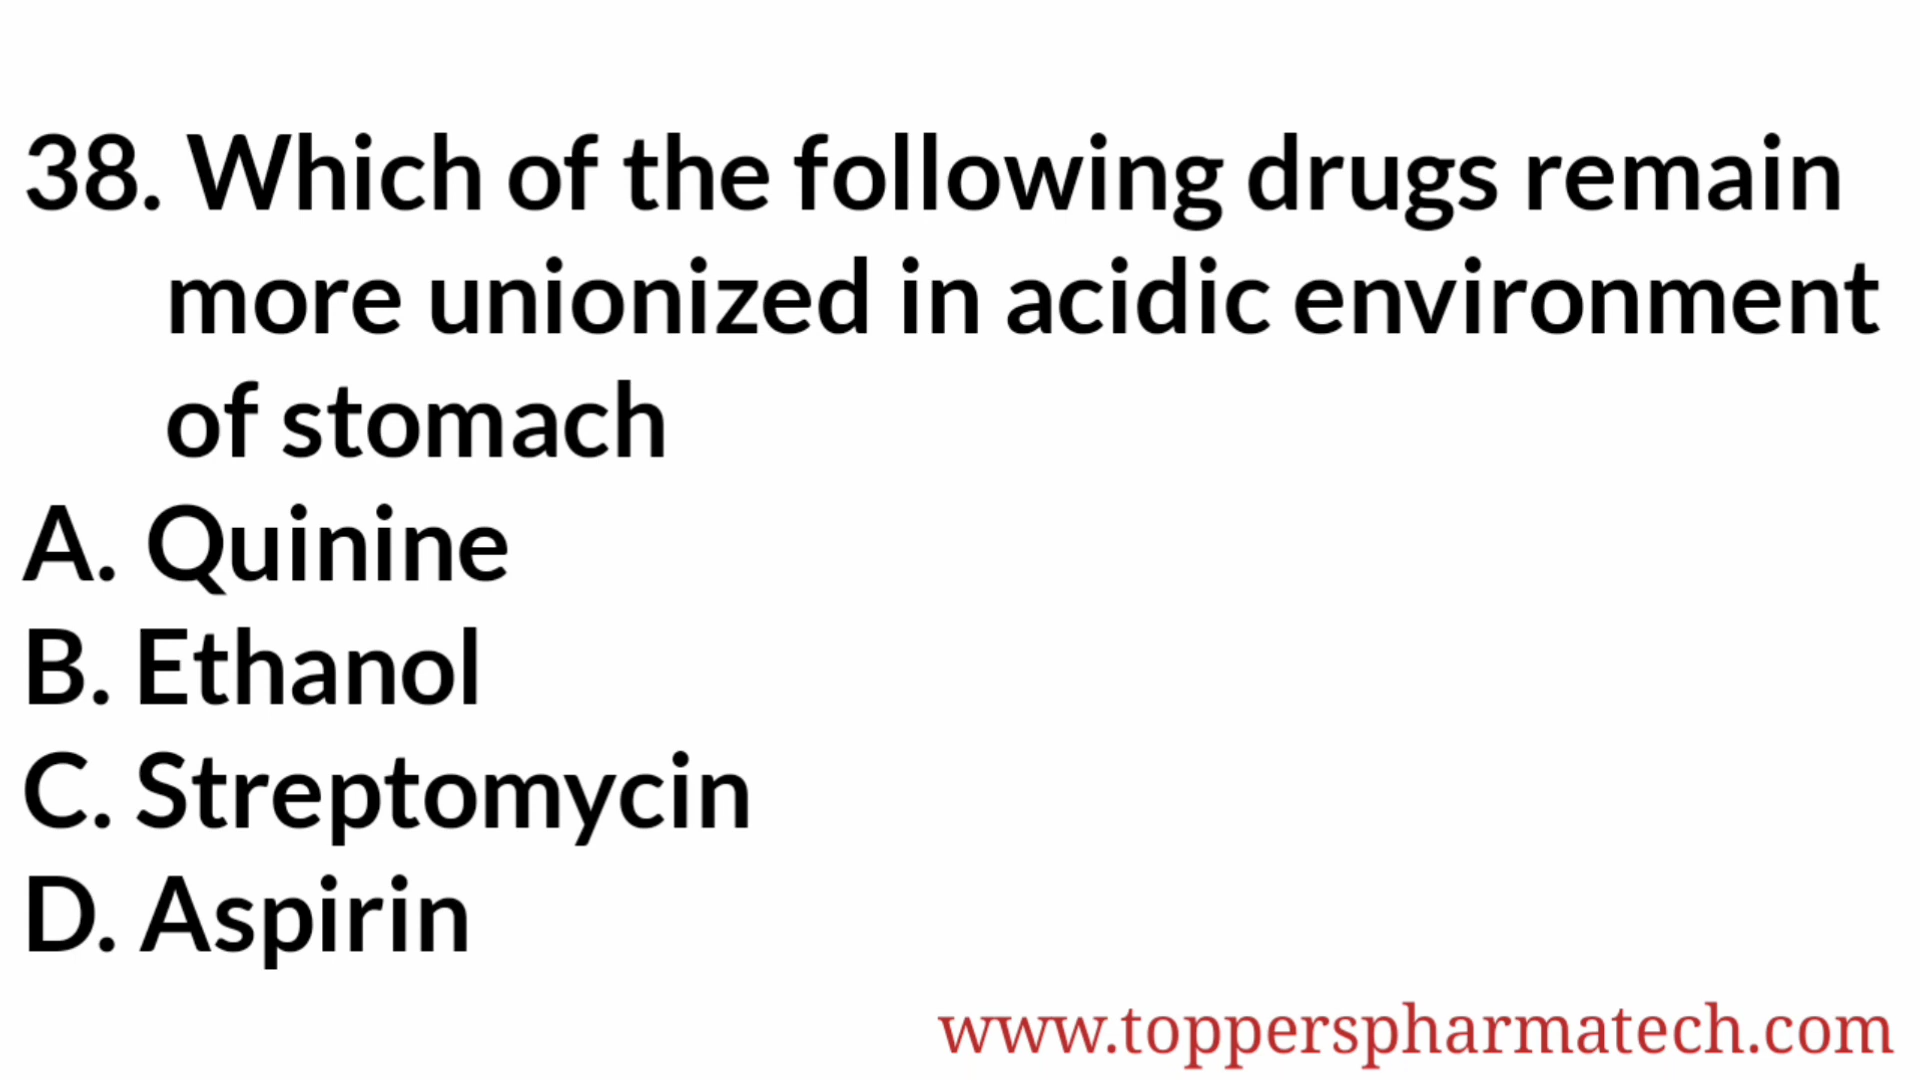 38. Which of the following drugs remain
more unionized in acidic environment
of stomach
A. Quinine
B. Ethanol
C. Streptomycin
D. Aspirin
www.topperspharmatech.com